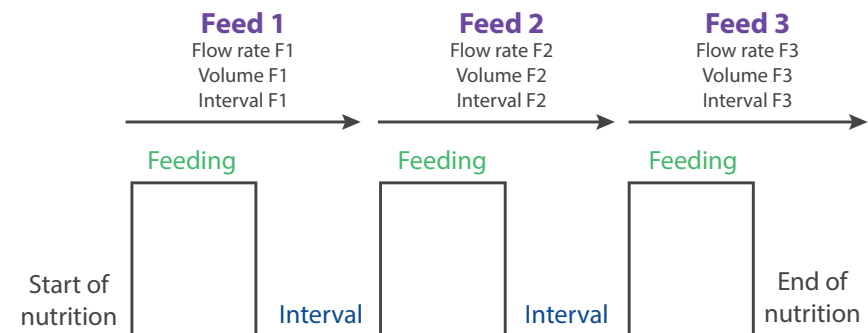 Feed 1
Flow rate F1
Volume F1
Interval F1
Feed 2
Flow rate F2
Volume F2
Interval F2
Feed 3
Flow rate F3
Volume F3
Interval F3
Feeding
Feeding
Feeding
Start of
nutrition
Interval
Interval
End of
nutrition